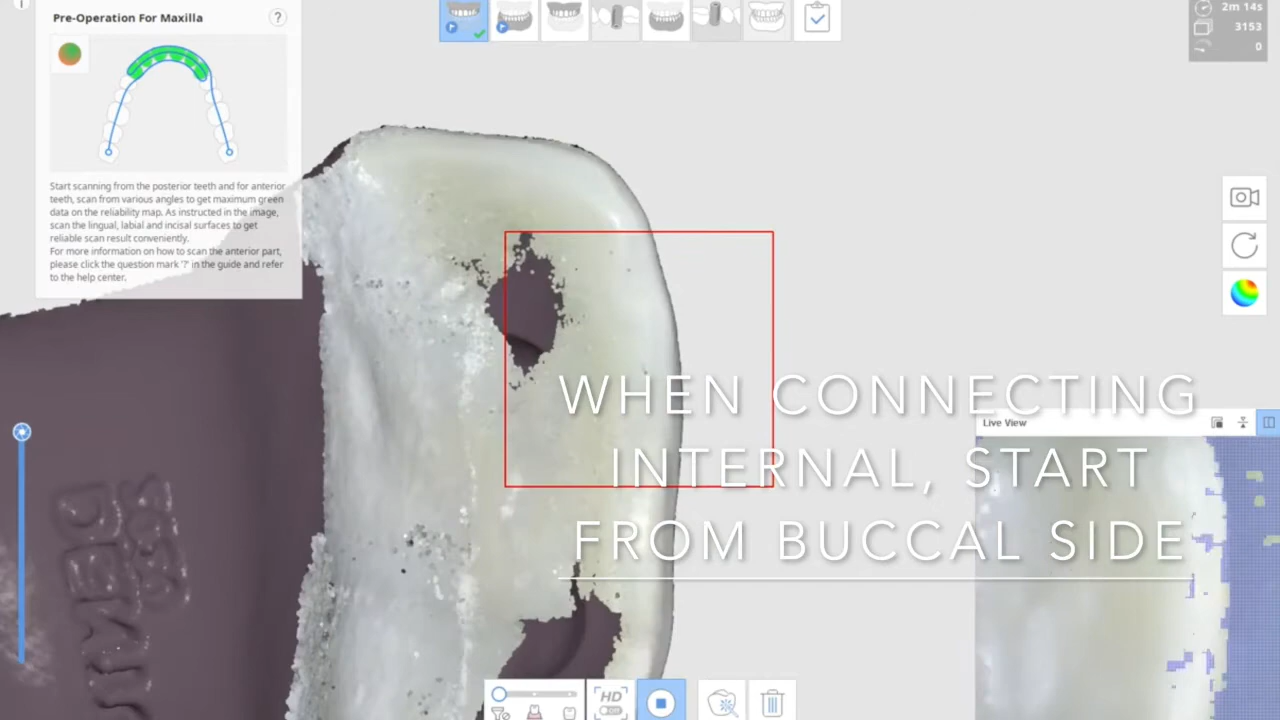 Pre-Operation For Maxilla
?
2m 14s
3153
0
Start scanning from the posterior teeth and for anterior
teeth, scan from various angles to get maximum green
data on the reliability map. As instructed in the image,
scan the lingual, labial and incisal surfaces to get
reliable scan result conveniently.
For more information on how to scan the anterior part,
please click the question mark '?' in the guide and refer
to the help center.
WHEN CONNECTING
INTERNAL, START
FROM BUCCAL SIDE
Live View
HD
off